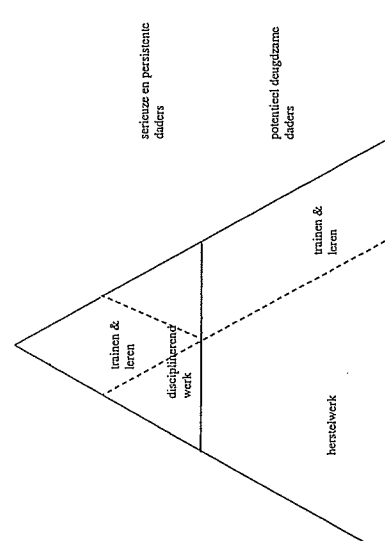 serieuze en persistente
daders
potentieel deugdzame
daders
trainen &
leren
disciplinerend
werk
trainen &
leren
herstelwerk